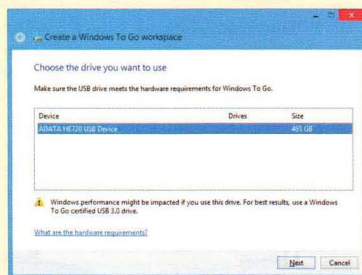 Create a Windows To Go workspace
Choose the drive you want to use
Make sure the USB drive meets the hardware requirements for Windows To Go.
Device Drives Size
ADATA HE720 USB Device 465 GB
Windows performance might be impacted if you use this drive. For best results, use a Windows
To Go certified USB 3.0 drive.
What are the hardware requirements?
Next Cancel